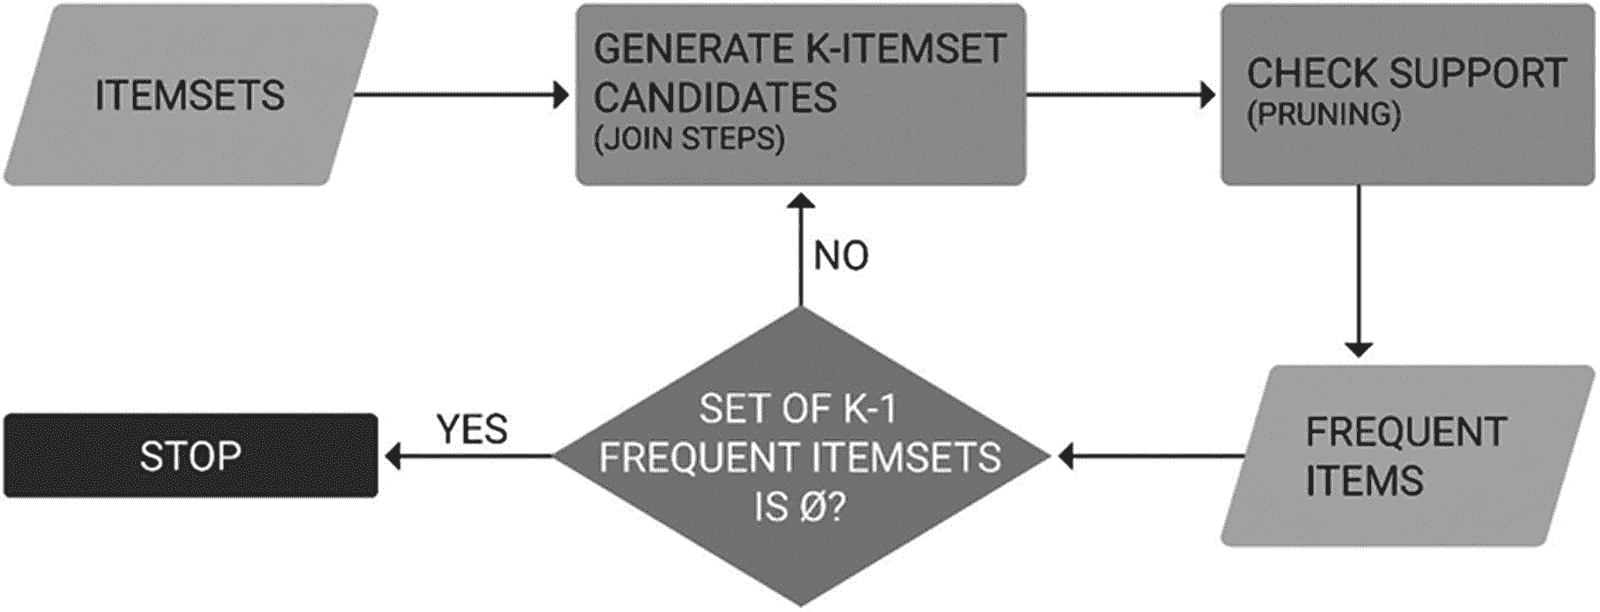 ITEMSETS
GENERATE K-ITEMSET
CANDIDATES
(JOIN STEPS)
CHECK SUPPORT
(PRUNING)
NO
SET OF K-1
FREQUENT ITEMSETS
IS Ø?
YES
STOP
FREQUENT
ITEMS